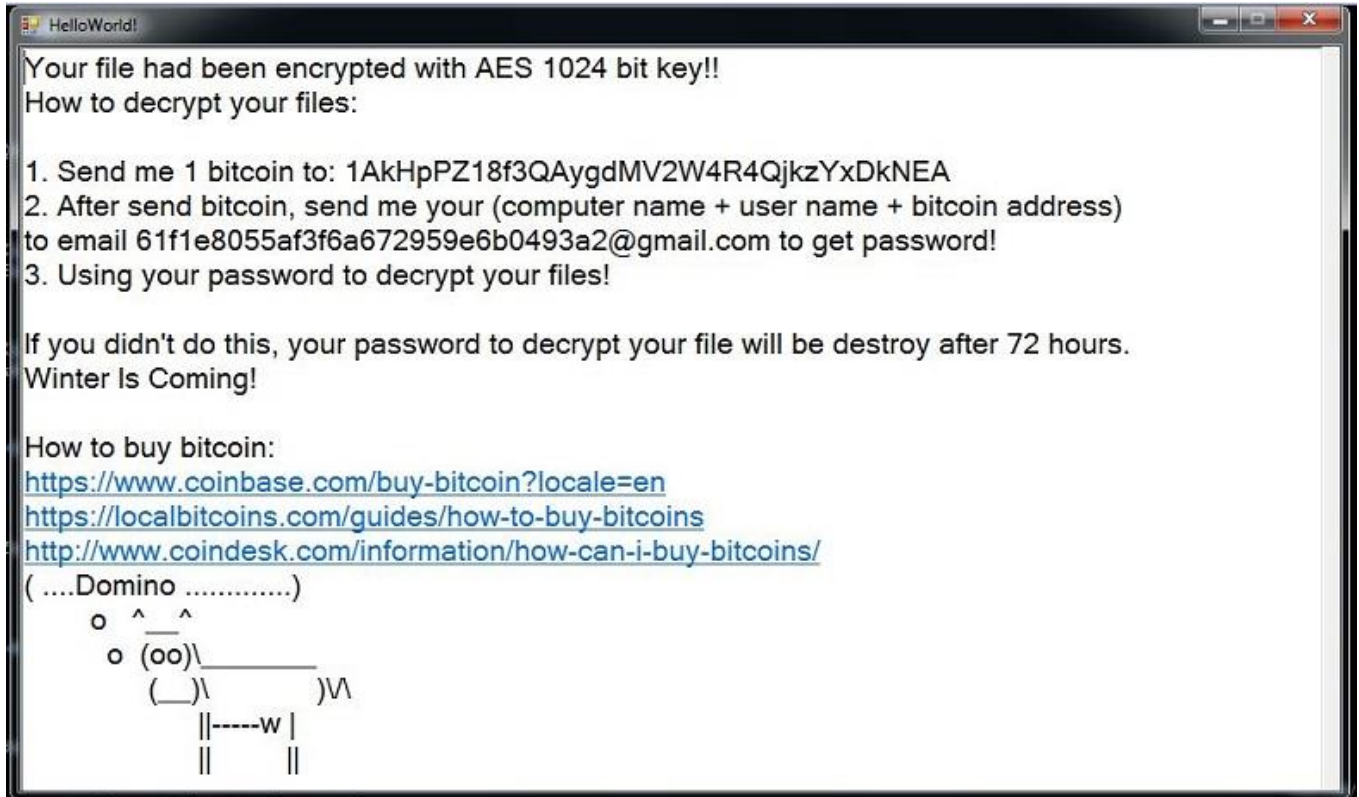 HelloWorld!
Your file had been encrypted with AES 1024 bit key!!
How to decrypt your files:
1. Send me 1 bitcoin to: 1AkHpPZ18f3QAygdMV2W4R4QjkzYxDkNEA
2. After send bitcoin, send me your (computer name + user name + bitcoin address)
to email 61f1e8055af3f6a672959e6b0493a2@gmail.com to get password!
3. Using your password to decrypt your files!
If you didn't do this, your password to decrypt your file will be destroy after 72 hours.
Winter Is Coming!
How to buy bitcoin:
https://www.coinbase.com/buy-bitcoin?locale=en
https://localbitcoins.com/guides/how-to-buy-bitcoins
http://www.coindesk.com/information/how-can-i-buy-bitcoins/
( ....Domino .............)
o ^__^
o (oo)\________
(__)\ )\/\
||-----w |
|| ||